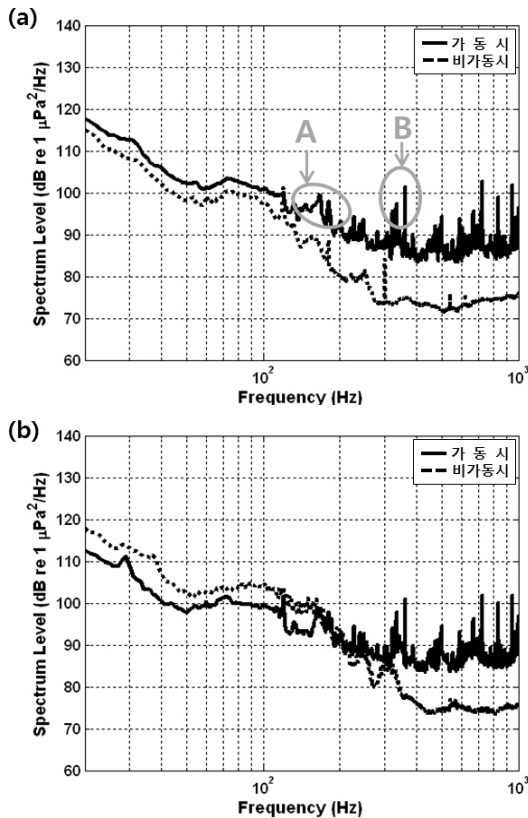 (a)
140
130
120
110
100
90
80
70
60
Spectrum Level (dB re 1 μPa²/Hz)
가 동 시
비가동시
A
B
10²
10³
Frequency (Hz)
(b)
140
130
120
110
100
90
80
70
60
Spectrum Level (dB re 1 μPa²/Hz)
가 동 시
비가동시
10²
10³
Frequency (Hz)